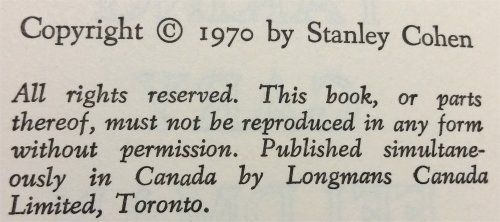 Copyright © 1970 by Stanley Cohen
All rights reserved. This book, or parts
thereof, must not be reproduced in any form
without permission. Published simultane-
ously in Canada by Longmans Canada
Limited, Toronto.